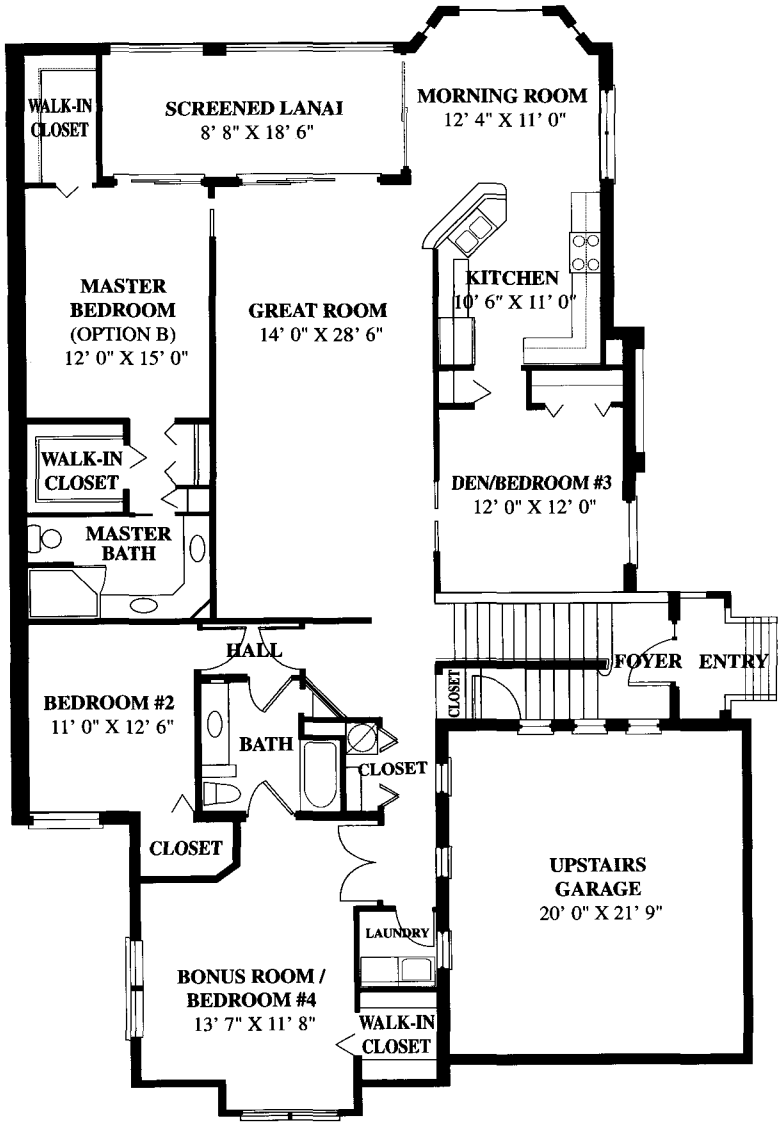 WALK-IN
CLOSET
SCREENED LANAI
8' 8" X 18' 6"
MORNING ROOM
12' 4" X 11' 0"
MASTER
BEDROOM
(OPTION B)
12' 0" X 15' 0"
GREAT ROOM
14' 0" X 28' 6"
KITCHEN
10' 6" X 11' 0"
WALK-IN
CLOSET
DEN/BEDROOM #3
12' 0" X 12' 0"
MASTER
BATH
HALL
FOYER
ENTRY
BEDROOM #2
11' 0" X 12' 6"
CLOSET
BATH
CLOSET
CLOSET
UPSTAIRS
GARAGE
20' 0" X 21' 9"
LAUNDRY
BONUS ROOM /
BEDROOM #4
13' 7" X 11' 8"
WALK-IN
CLOSET